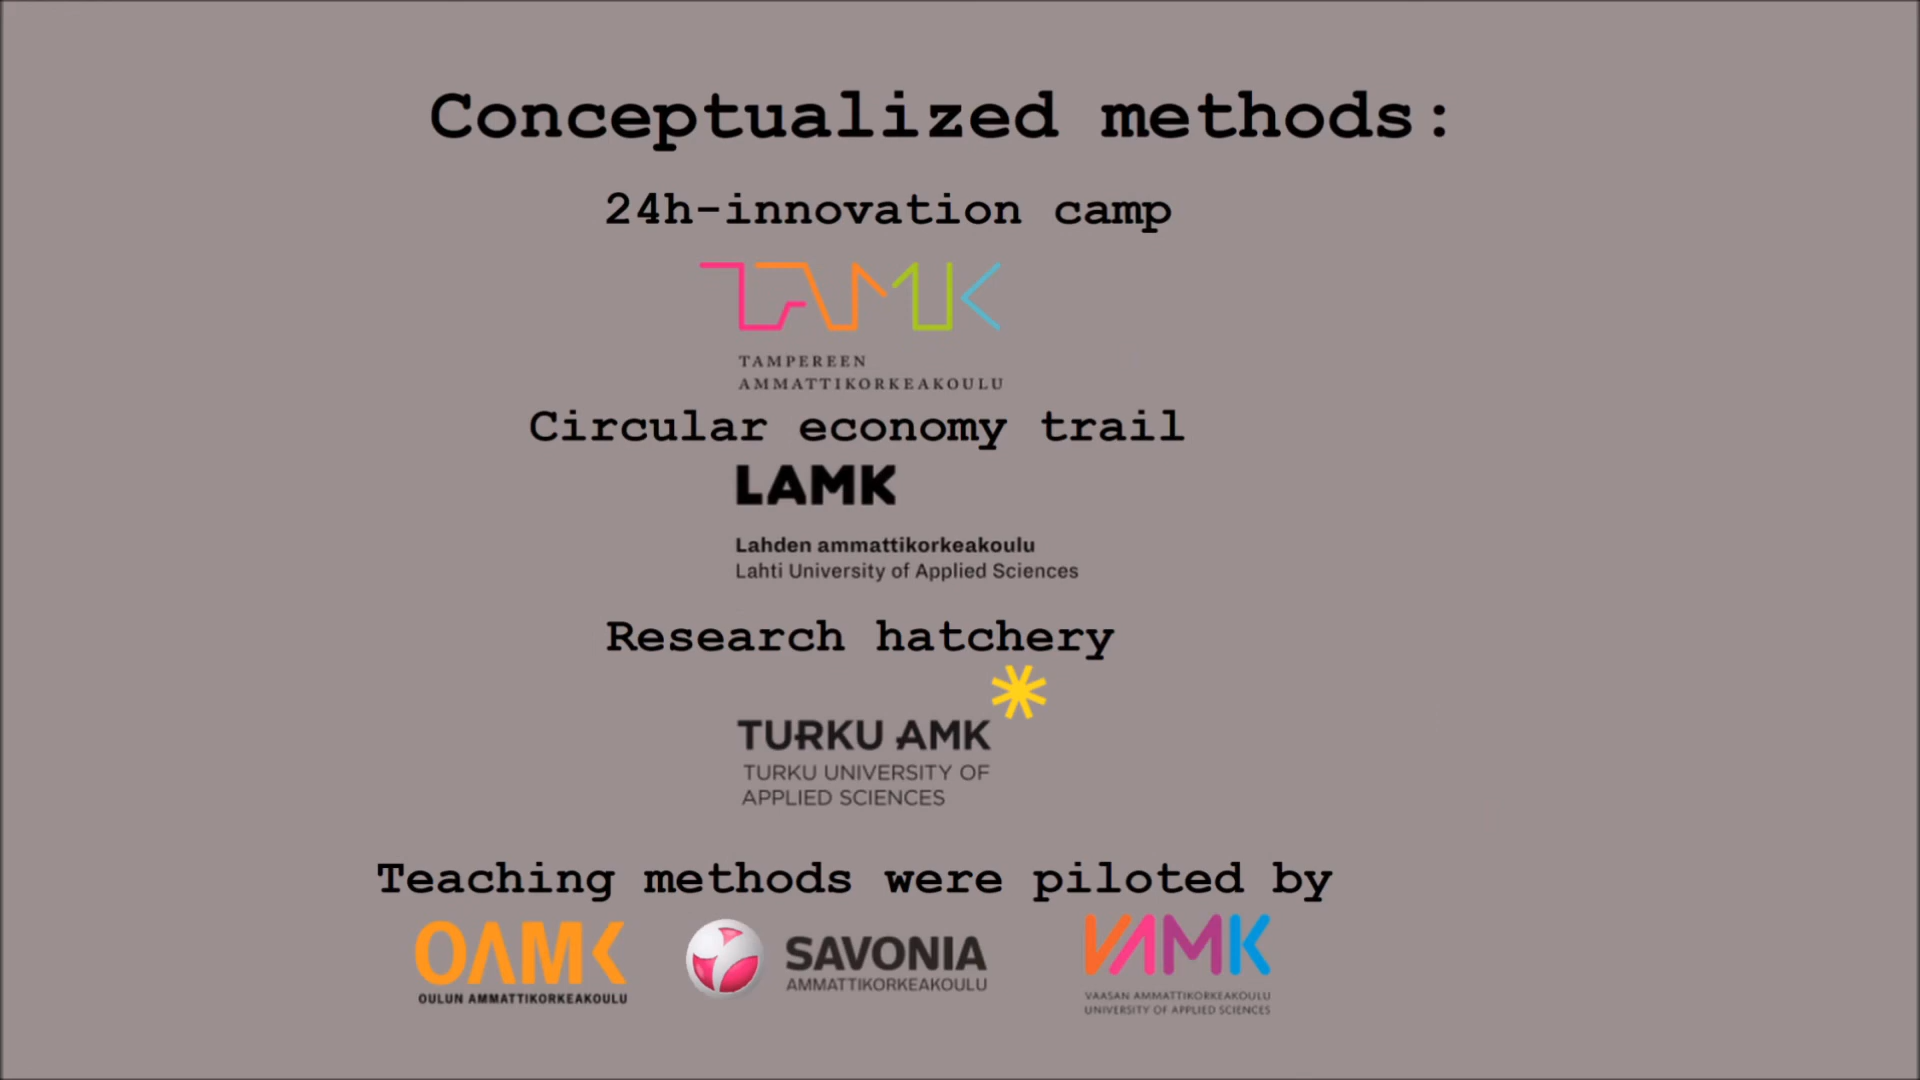 Conceptualized methods:
24h-innovation camp
TAMK
TAMPEREEN
AMMATTIKORKEAKOULU
Circular economy trail
LAMK
Lahden ammattikorkeakoulu
Lahti University of Applied Sciences
Research hatchery
TURKU AMK
TURKU UNIVERSITY OF
APPLIED SCIENCES
Teaching methods were piloted by
OAMK
OULUN AMMATTIKORKEAKOULU
SAVONIA
AMMATTIKORKEAKOULU
VAMK
VAASAN AMMATTIKORKEAKOULU
UNIVERSITY OF APPLIED SCIENCES